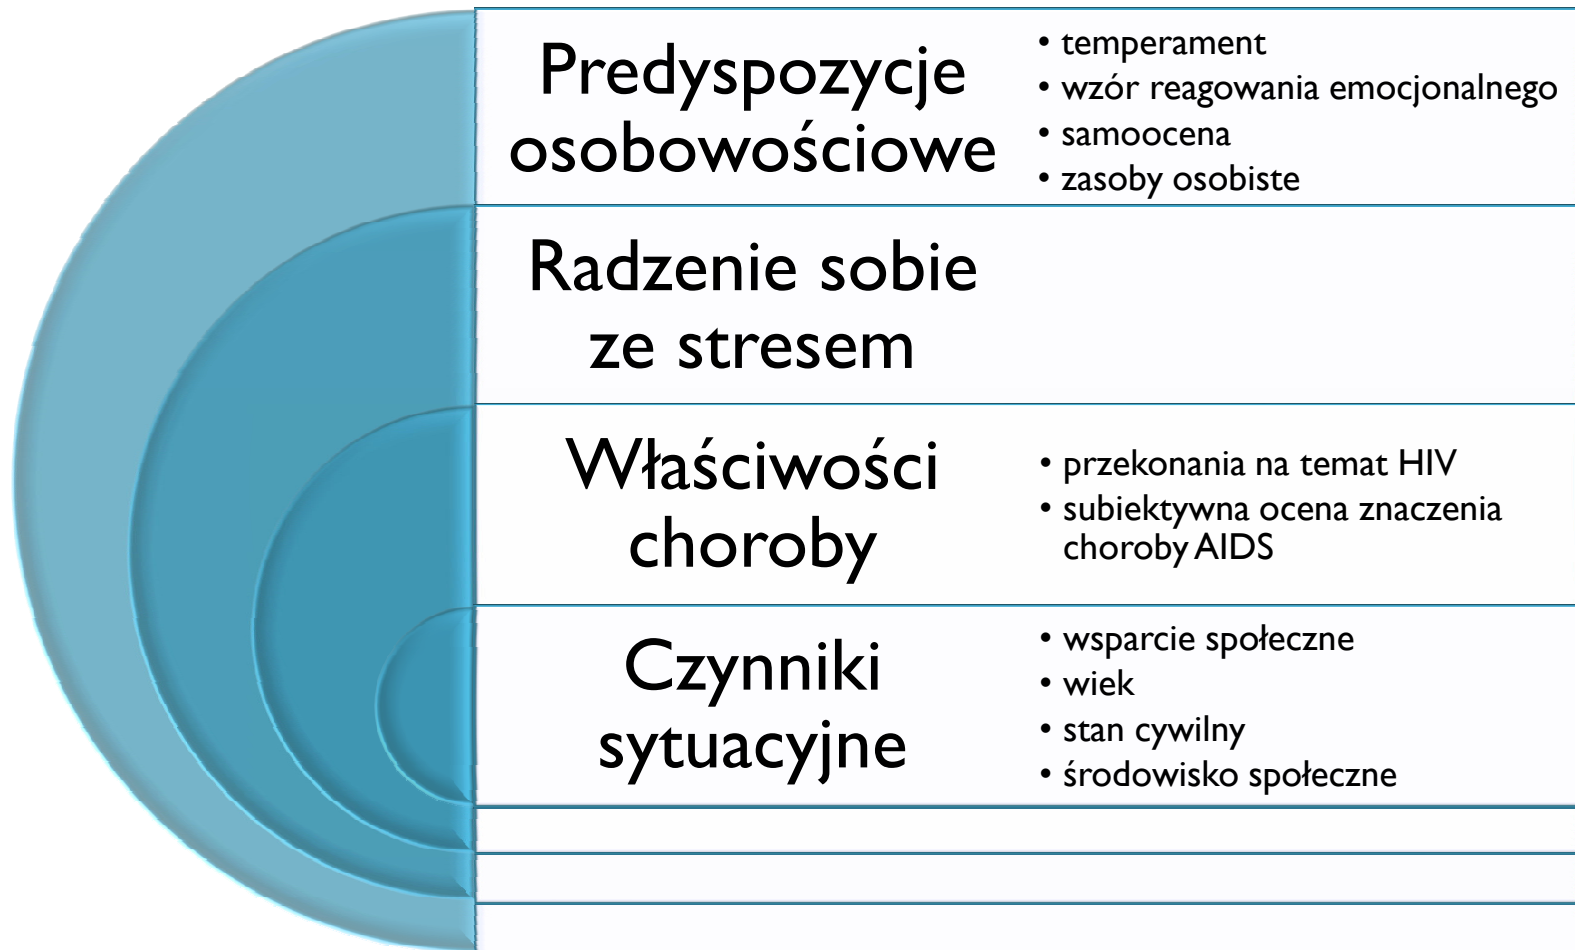 Predyspozycje
osobowościowe
• temperament
• wzór reagowania emocjonalnego
• samoocena
• zasoby osobiste
Radzenie sobie
ze stresem
Właściwości
choroby
• przekonania na temat HIV
• subiektywna ocena znaczenia
choroby AIDS
Czynniki
sytuacyjne
• wsparcie społeczne
• wiek
• stan cywilny
• środowisko społeczne